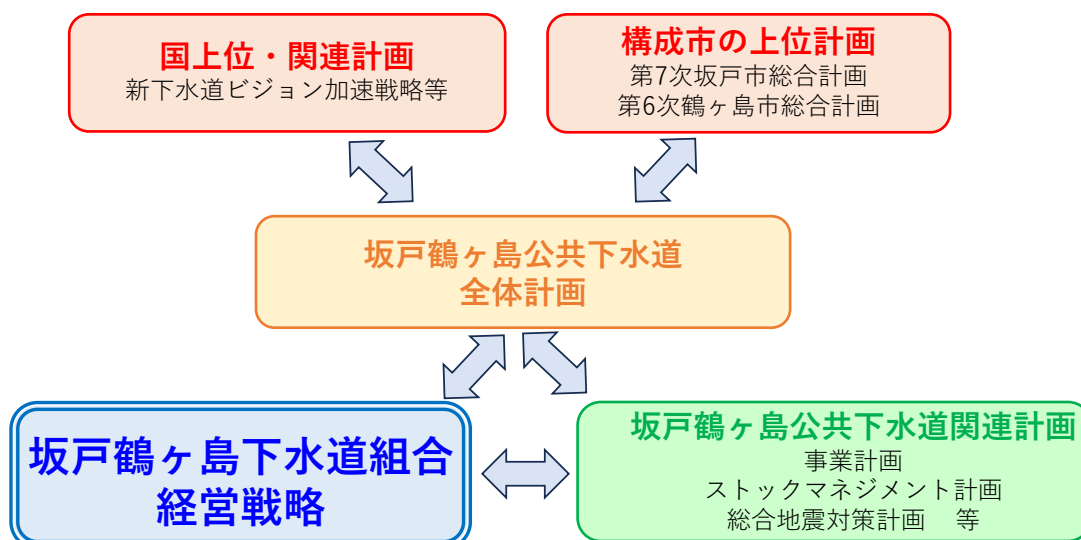 国上位・関連計画
新下水道ビジョン加速戦略等
構成市の上位計画
第7次坂戸市総合計画
第6次鶴ヶ島市総合計画
坂戸鶴ヶ島公共下水道
全体計画
坂戸鶴ヶ島下水道組合
経営戦略
坂戸鶴ヶ島公共下水道関連計画
事業計画
ストックマネジメント計画
総合地震対策計画　等